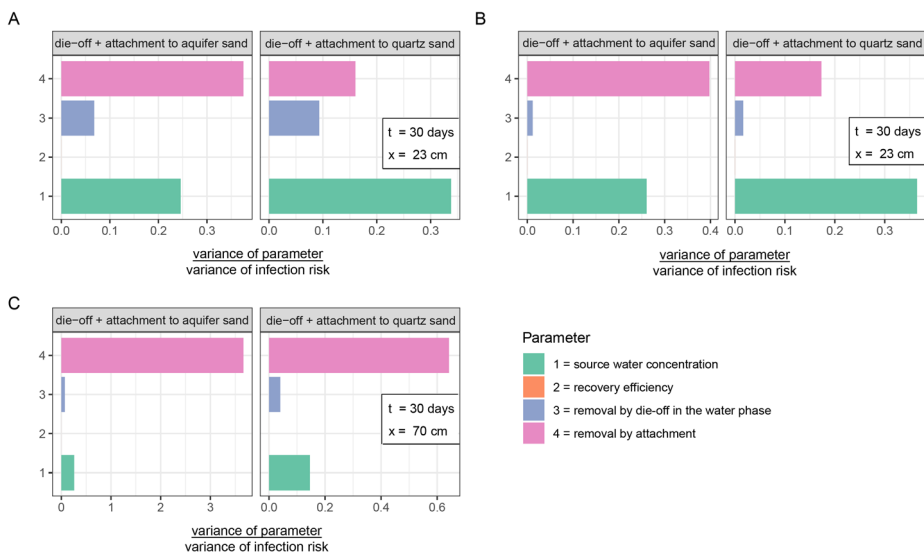 A
die−off + attachment to aquifer sand
die−off + attachment to quartz sand
4
3
2
1
t = 30 days
x = 23 cm
0.0 0.1 0.2 0.3
0.0 0.1 0.2 0.3
variance of parameter
variance of infection risk
B
die−off + attachment to aquifer sand
die−off + attachment to quartz sand
4
3
2
1
t = 30 days
x = 23 cm
0.0 0.1 0.2 0.3 0.4
0.0 0.1 0.2 0.3
variance of parameter
variance of infection risk
C
die−off + attachment to aquifer sand
die−off + attachment to quartz sand
4
3
2
1
t = 30 days
x = 70 cm
0 1 2 3
0.0 0.2 0.4 0.6
variance of parameter
variance of infection risk
Parameter
1 = source water concentration
2 = recovery efficiency
3 = removal by die-off in the water phase
4 = removal by attachment